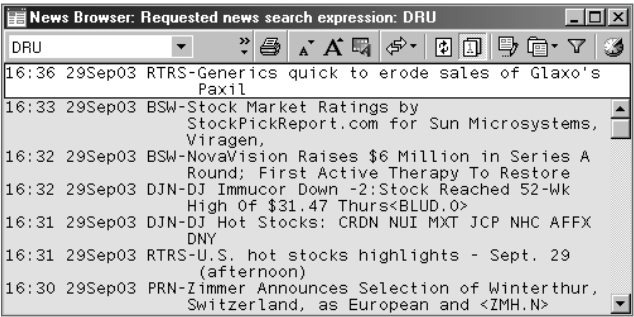 News Browser: Requested news search expression: DRU
DRU
16:36 29Sep03 RTRS-Generics quick to erode sales of Glaxo's
Paxil
16:33 29Sep03 BSW-Stock Market Ratings by
StockPickReport.com for Sun Microsystems,
Viragen,
16:32 29Sep03 BSW-NovaVision Raises $6 Million in Series A
Round; First Active Therapy To Restore
16:32 29Sep03 DJN-DJ Immucor Down -2:Stock Reached 52-Wk
High Of $31.47 Thurs<BLUD.O>
16:31 29Sep03 DJN-DJ Hot Stocks: CRDN NUI MXT JCP NHC AFFX
DNY
16:31 29Sep03 RTRS-U.S. hot stocks highlights - Sept. 29
(afternoon)
16:30 29Sep03 PRN-Zimmer Announces Selection of Winterthur,
Switzerland, as European and <ZMH.N>